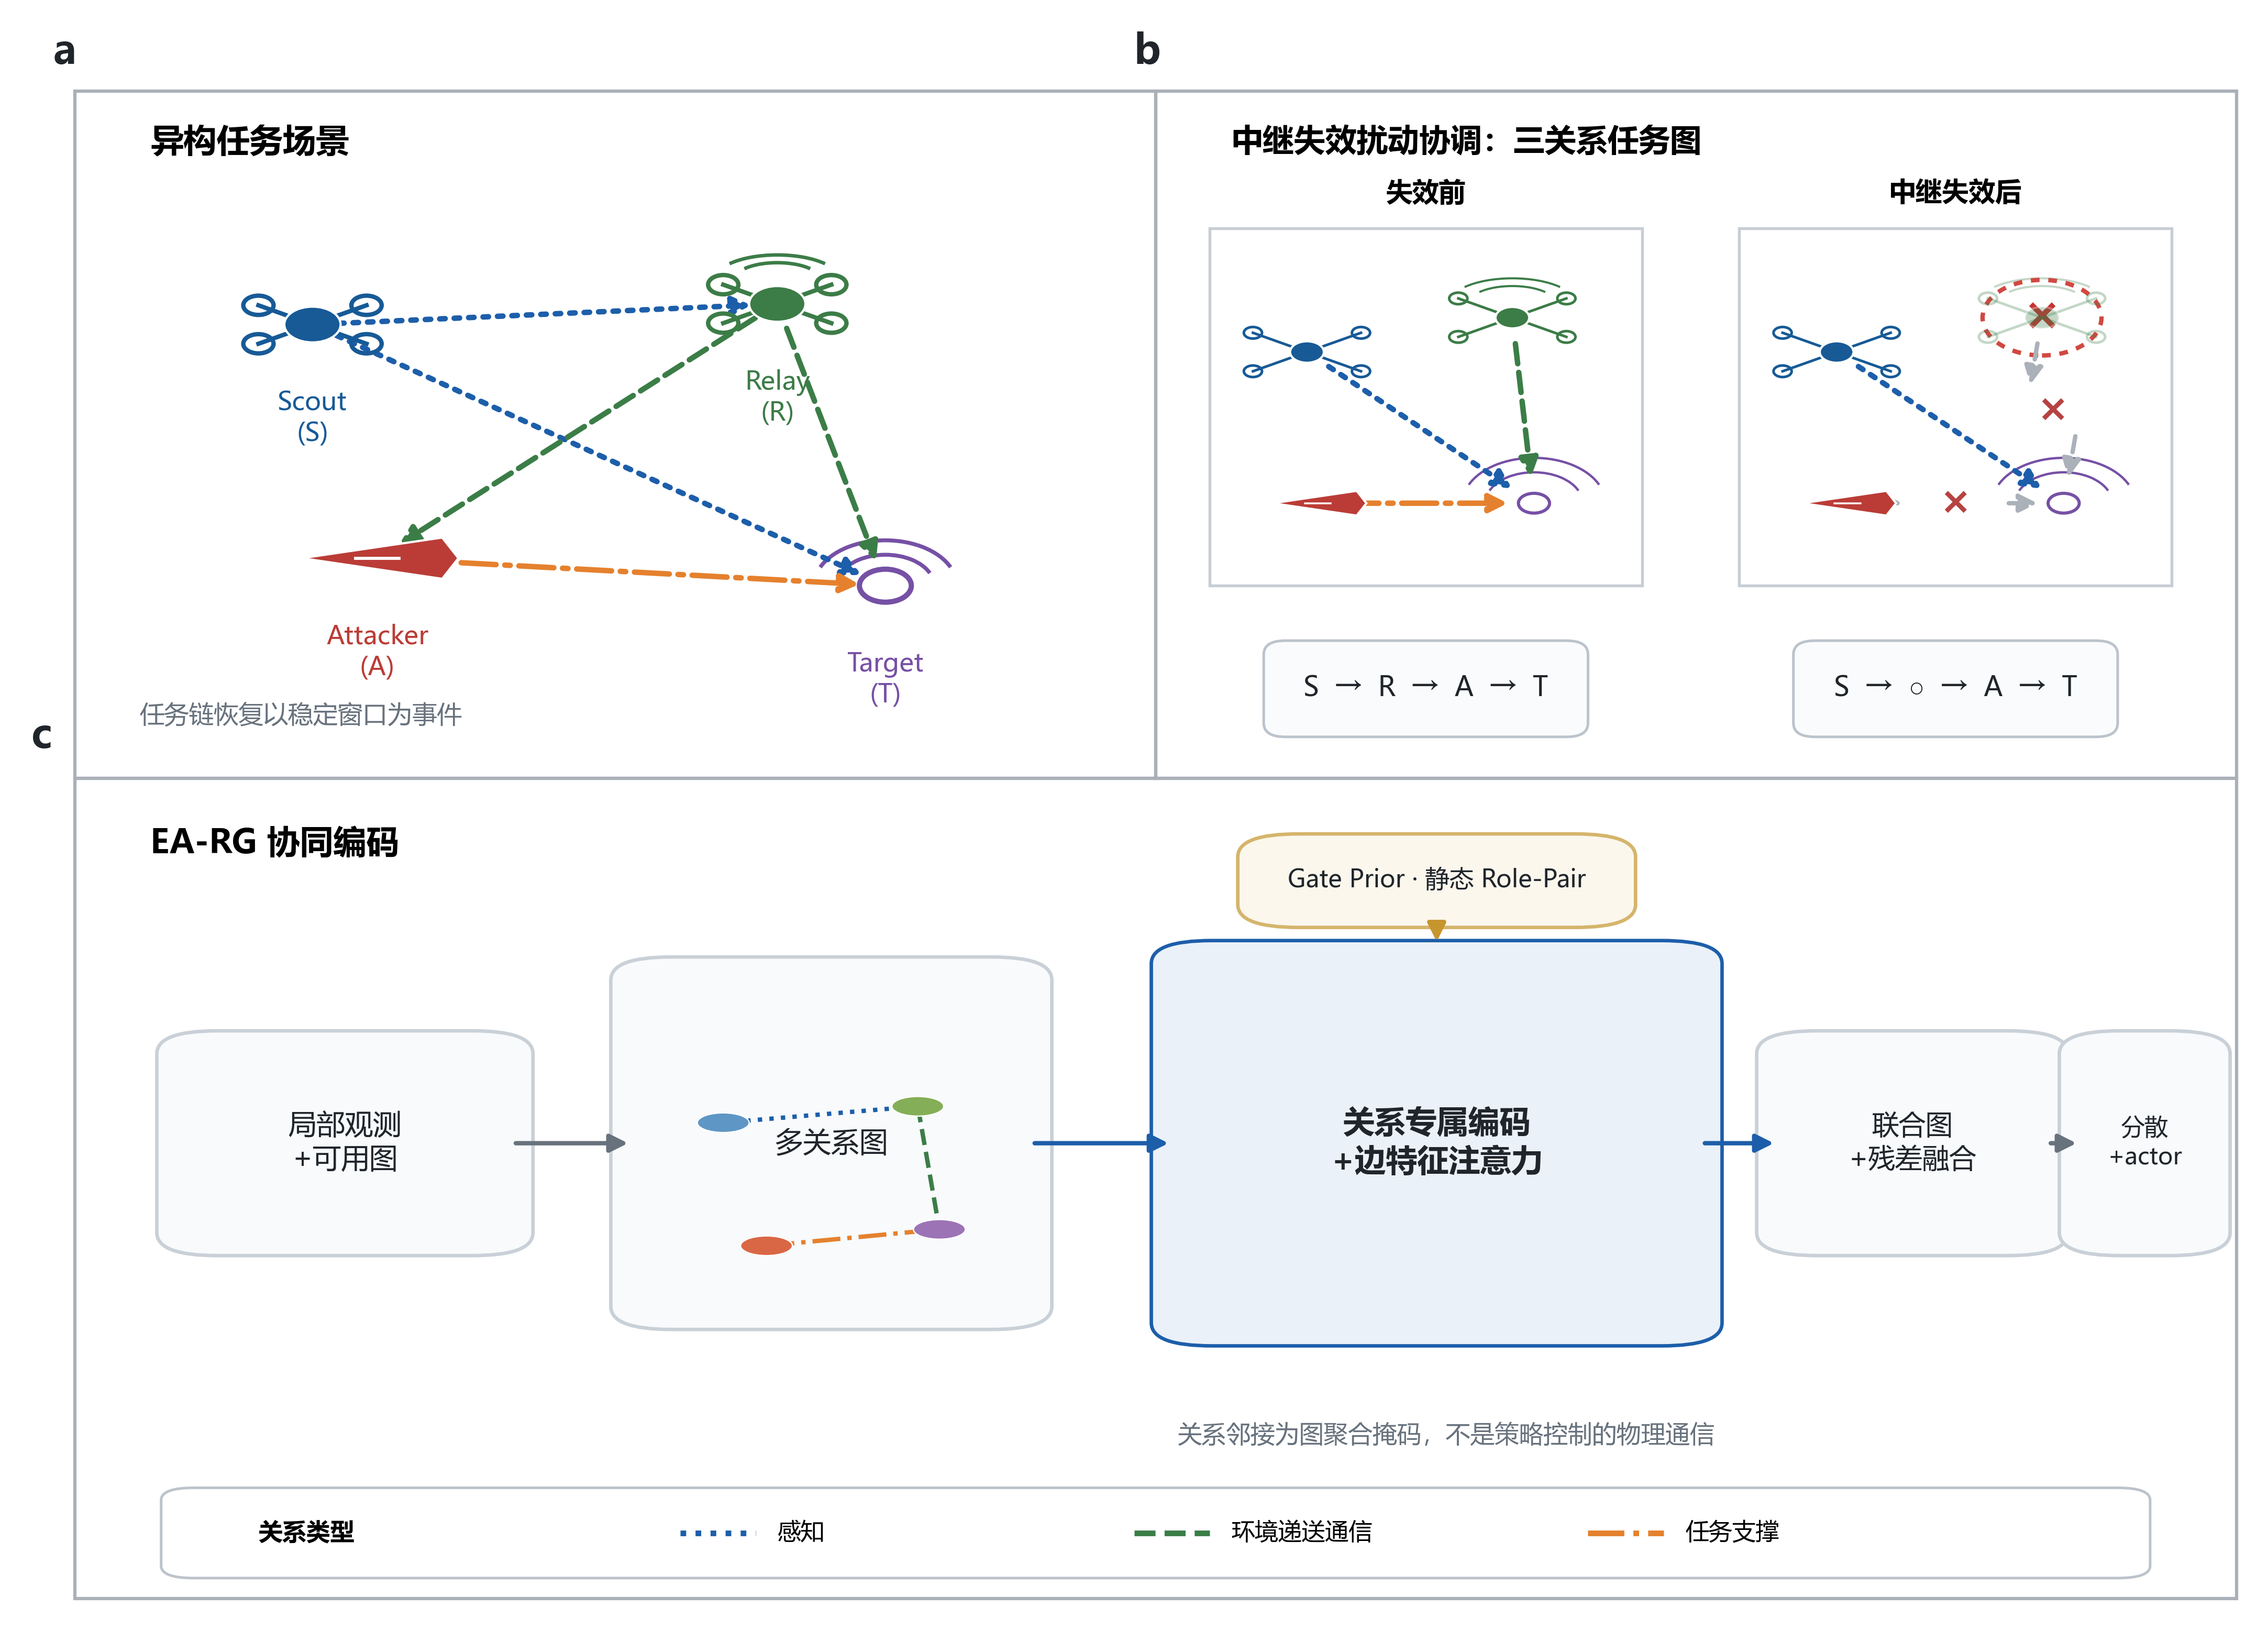 a
异构任务场景
Scout
(S)
Relay
(R)
Attacker
(A)
Target
(T)
任务链恢复以稳定窗口为事件
b
中继失效扰动协调：三关系任务图
失效前
中继失效后
S → R → A → T
S → ○ → A → T
c
EA-RG 协同编码
Gate Prior · 静态 Role-Pair
局部观测
+可用图
多关系图
关系专属编码
+边特征注意力
联合图
+残差融合
分散
+actor
关系邻接为图聚合掩码，不是策略控制的物理通信
关系类型
感知
环境递送通信
任务支撑